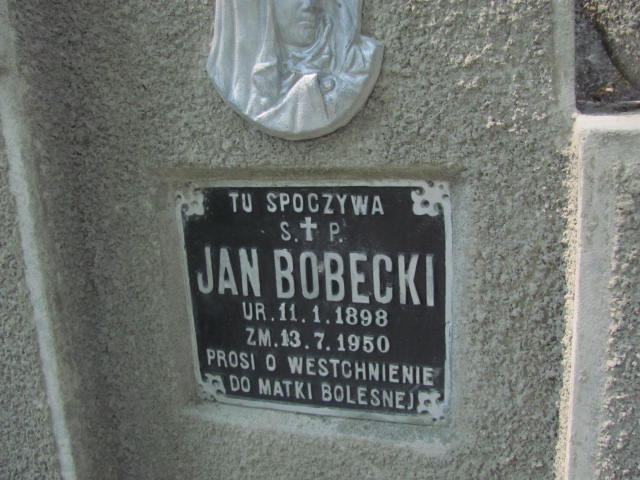 TU SPOCZYWA
Ś.✝P.
JAN BOBECKI
UR. 11. 1. 1898
ZM. 13. 7. 1950
PROSI O WESTCHNIENIE
DO MATKI BOLESNEJ